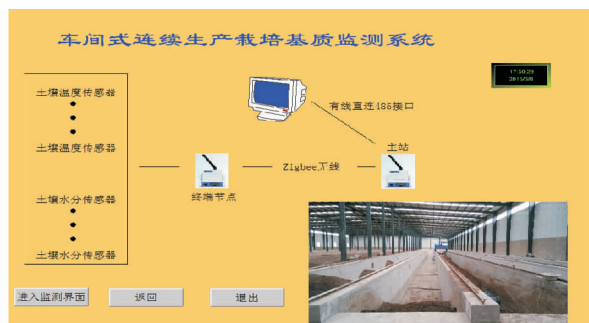 车间式连续生产栽培基质监测系统
17:50:29
2015/5/8
土壤温度传感器
有线直连485接口
土壤温度传感器
主站
Zigbee无线
终端节点
土壤水分传感器
土壤水分传感器
进入监测界面
返回
退出